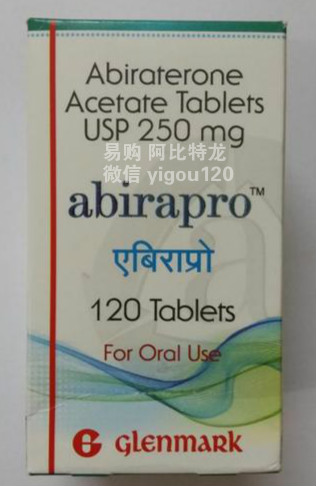 Abiraterone
Acetate Tablets
USP 250 mg
易购 阿比特龙
微信 yigou120
abirapro™
एबिराप्रो
120 Tablets
For Oral Use
G glenmark